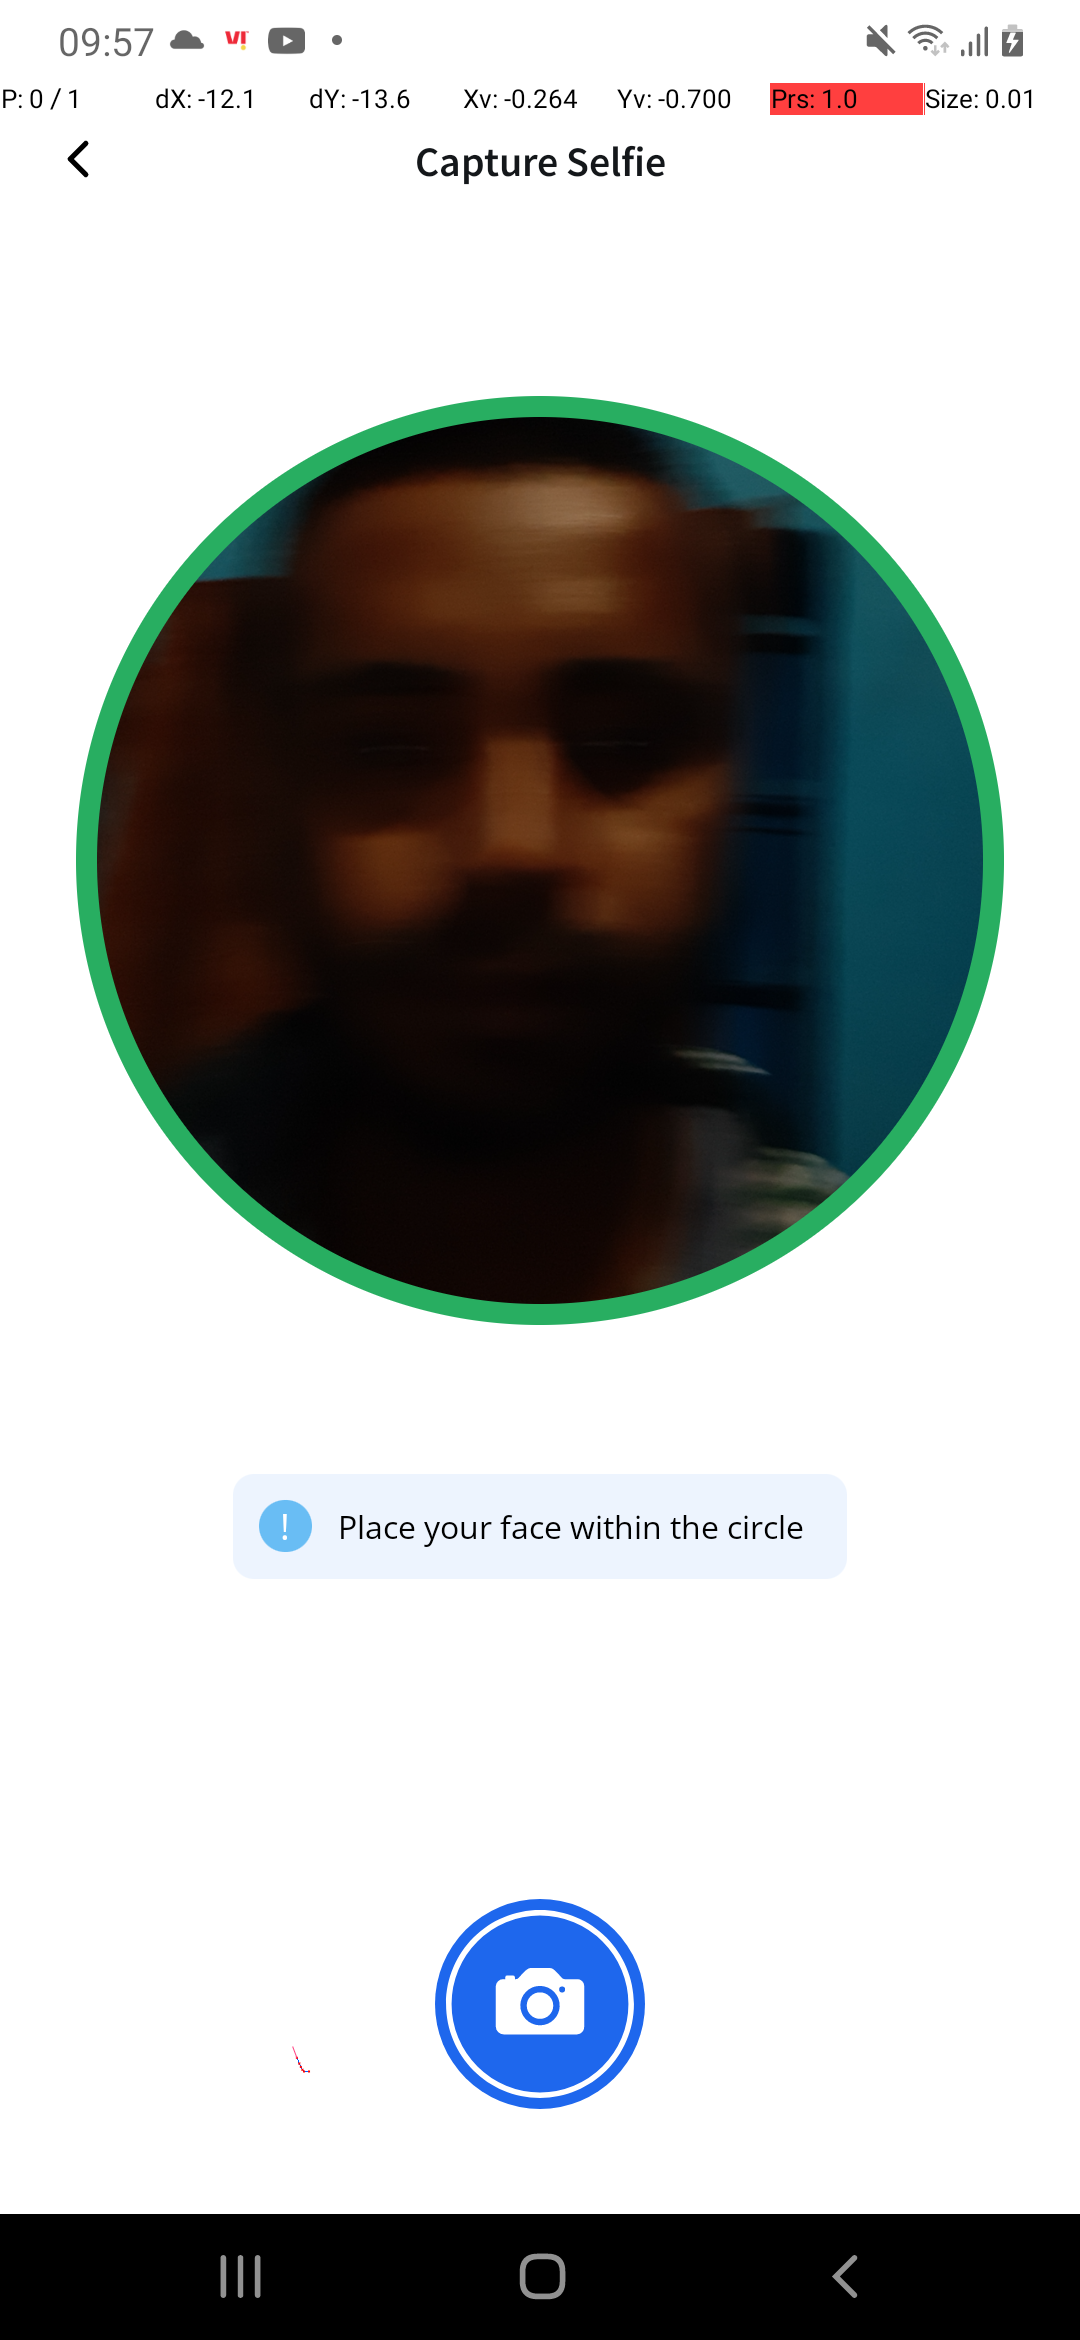 09:57 VI!
P: 0 / 1 dX: -12.1 dY: -13.6 Xv: -0.264 Yv: -0.700 Prs: 1.0 Size: 0.01
Capture Selfie
! Place your face within the circle